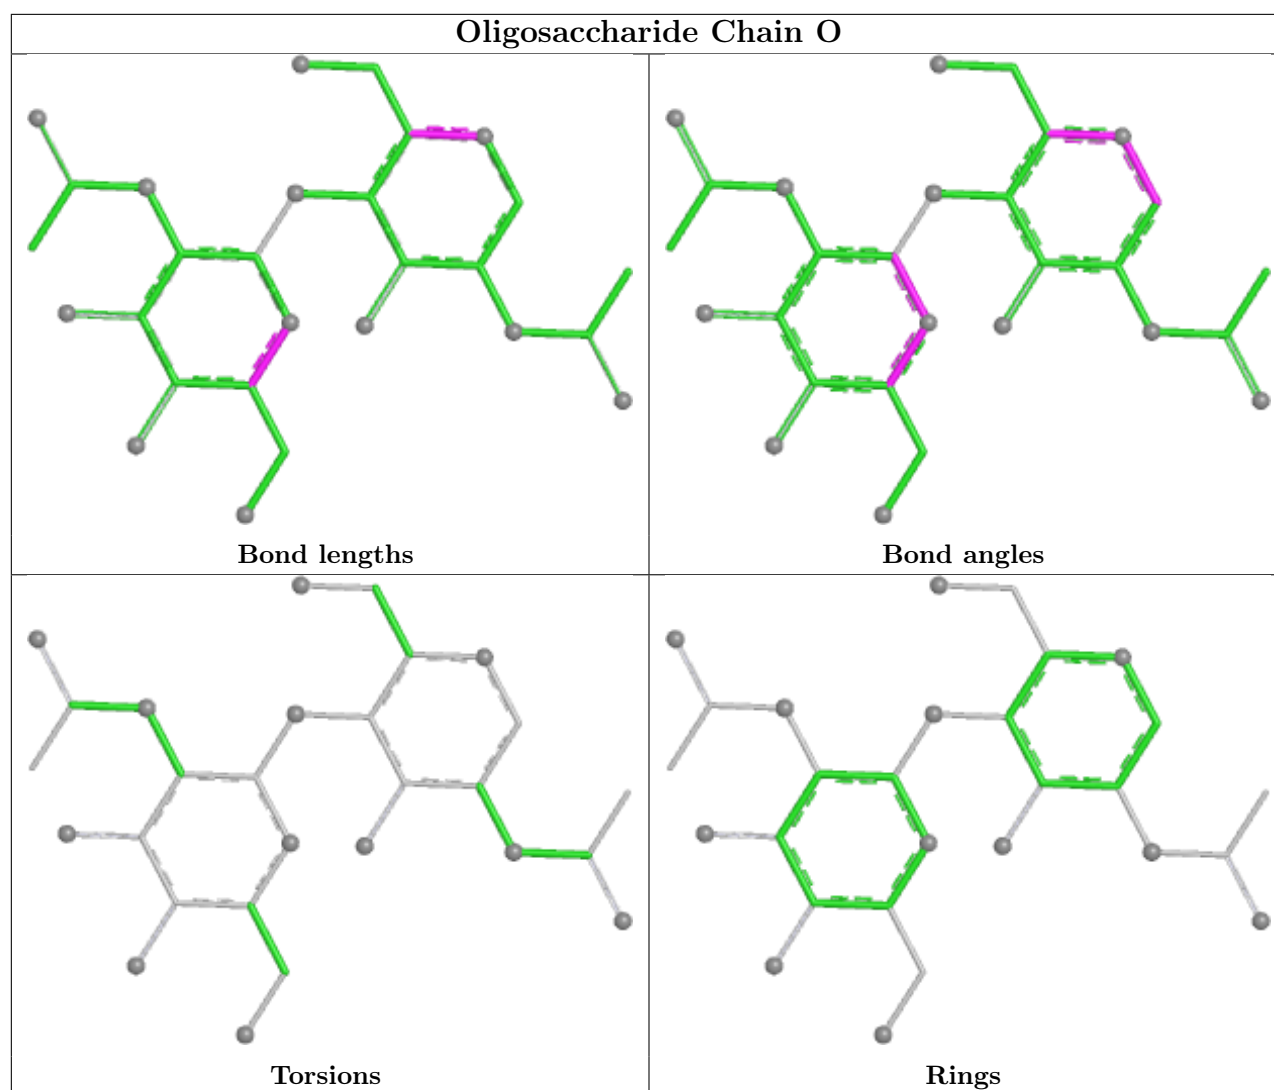 Oligosaccharide Chain O
Bond lengths
Bond angles
Torsions
Rings